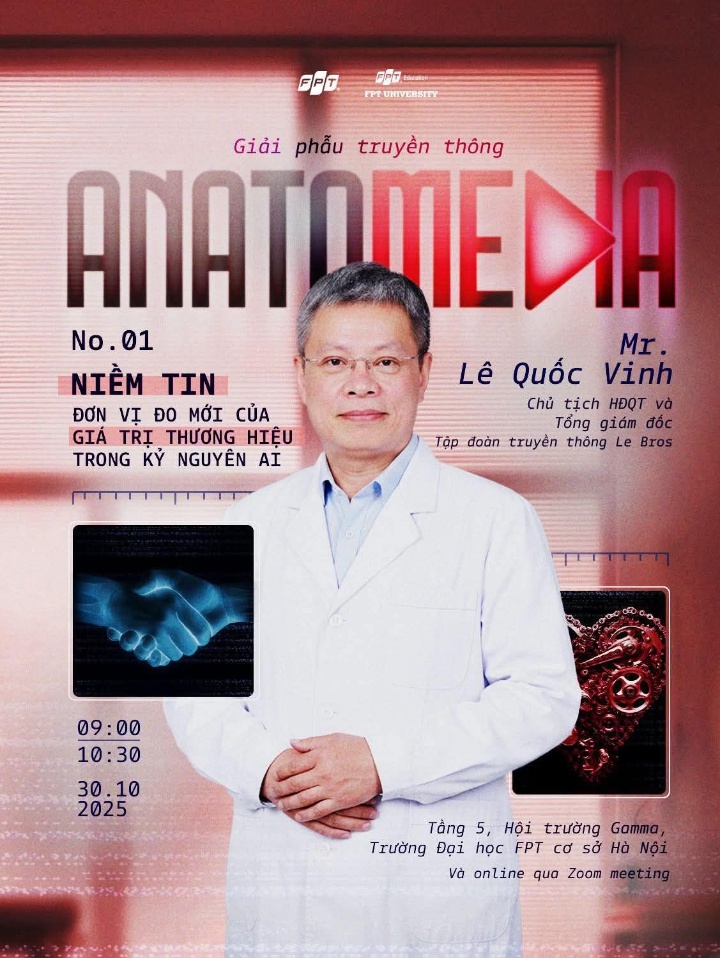 FPT
FPT Education
FPT UNIVERSITY
Giải phẫu truyền thông
ANATOMEDIA
No.01
NIỀM TIN
ĐƠN VỊ ĐO MỚI CỦA
GIÁ TRỊ THƯƠNG HIỆU
TRONG KỶ NGUYÊN AI
Mr.
Lê Quốc Vinh
Chủ tịch HĐQT và
Tổng giám đốc
Tập đoàn truyền thông Le Bros
09:00
10:30
30.10
2025
Tầng 5, Hội trường Gamma,
Trường Đại học FPT cơ sở Hà Nội
Và online qua Zoom meeting